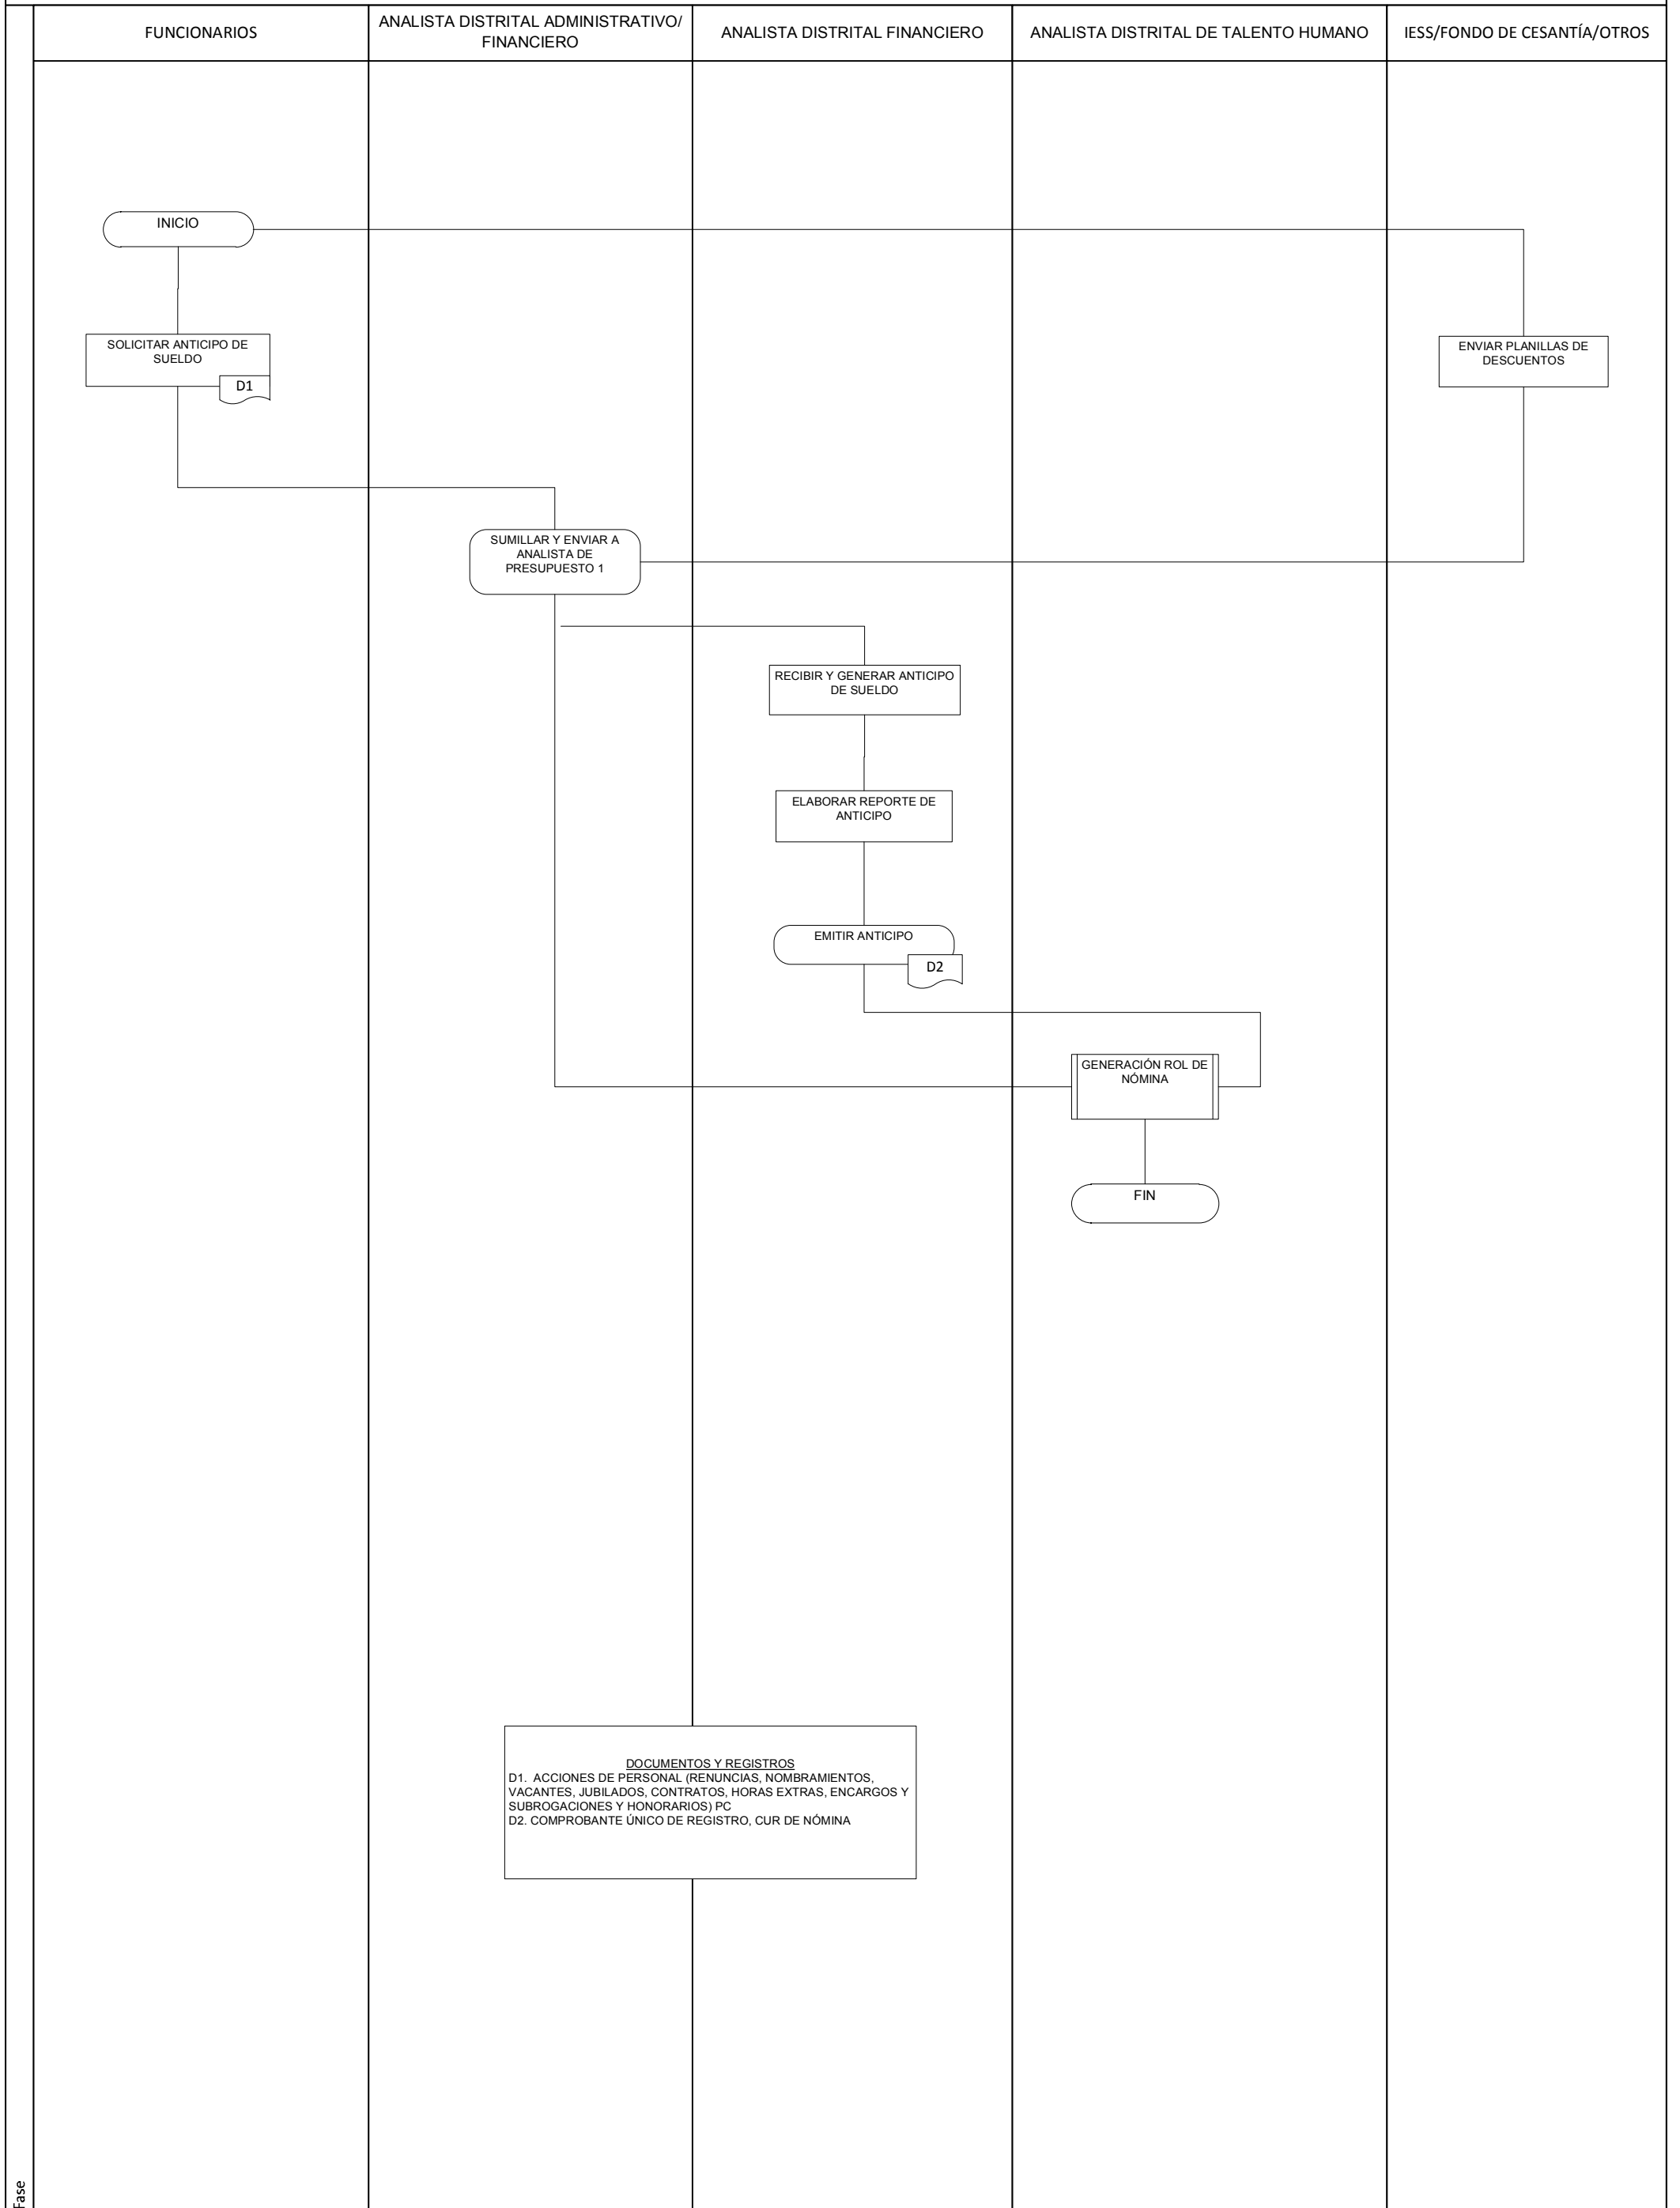 FUNCIONARIOS
ANALISTA DISTRITAL ADMINISTRATIVO/
FINANCIERO
ANALISTA DISTRITAL FINANCIERO
ANALISTA DISTRITAL DE TALENTO HUMANO
IESS/FONDO DE CESANTÍA/OTROS
INICIO
SOLICITAR ANTICIPO DE
SUELDO
D1
ENVIAR PLANILLAS DE
DESCUENTOS
SUMILLAR Y ENVIAR A
ANALISTA DE
PRESUPUESTO 1
RECIBIR Y GENERAR ANTICIPO
DE SUELDO
ELABORAR REPORTE DE
ANTICIPO
EMITIR ANTICIPO
D2
GENERACIÓN ROL DE
NÓMINA
FIN
DOCUMENTOS Y REGISTROS
D1. ACCIONES DE PERSONAL (RENUNCIAS, NOMBRAMIENTOS,
VACANTES, JUBILADOS, CONTRATOS, HORAS EXTRAS, ENCARGOS Y
SUBROGACIONES Y HONORARIOS) PC
D2. COMPROBANTE ÚNICO DE REGISTRO, CUR DE NÓMINA
Fase